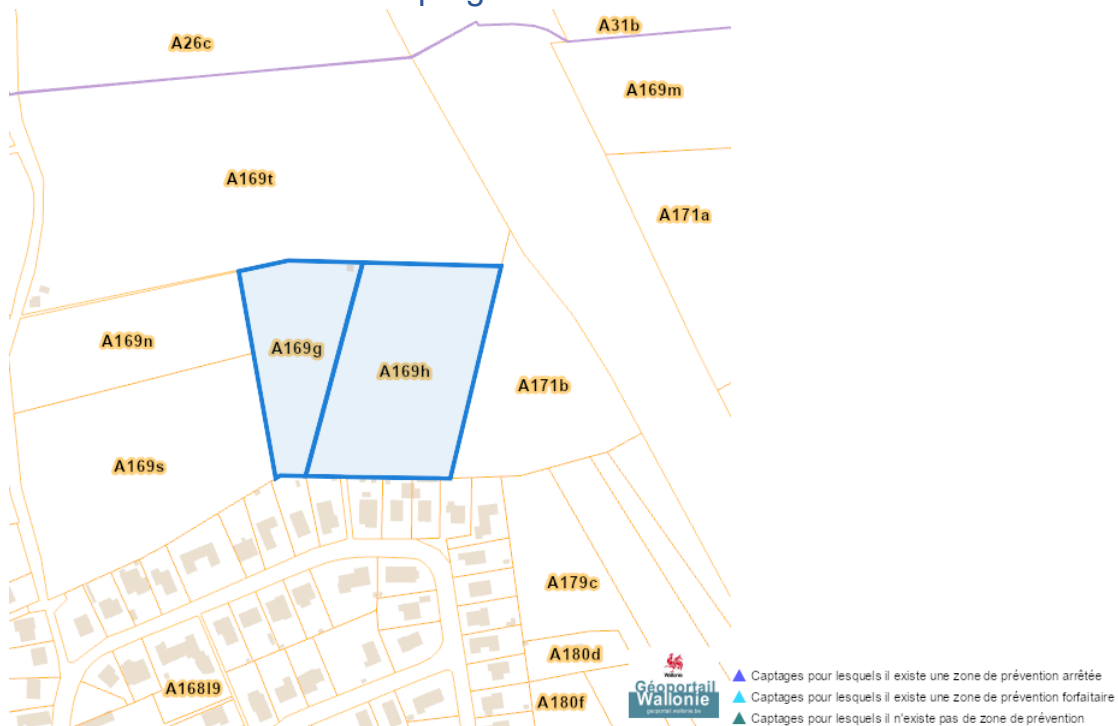 A26c
A31b
A169m
A169t
A171a
A169n
A169g
A169h
A171b
A169s
A179c
A180d
A168l9
A180f
Wallonie
Géoportail
Wallonie
geoportail.wallonie.be
Captages pour lesquels il existe une zone de prévention arrêtée
Captages pour lesquels il existe une zone de prévention forfaitaire
Captages pour lesquels il n'existe pas de zone de prévention